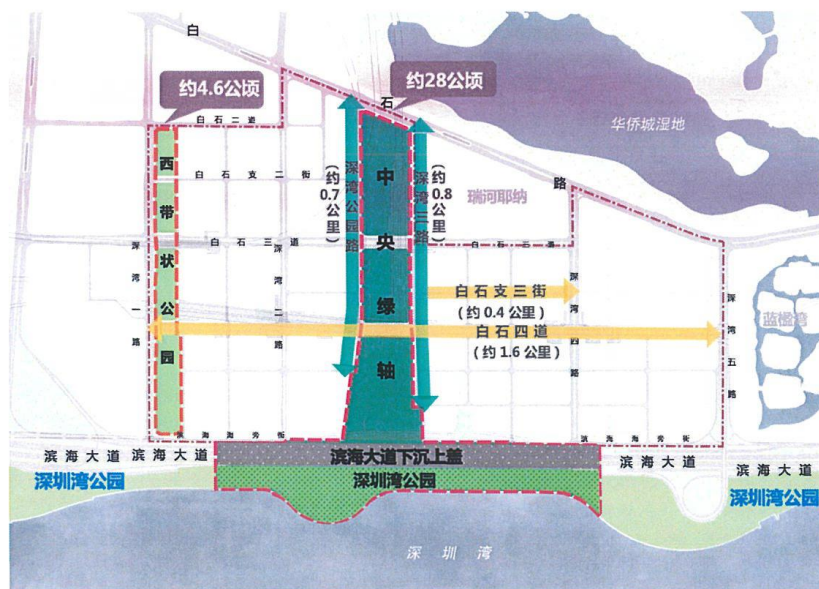 白石路
约4.6公顷
约28公顷
华侨城湿地
白石二道
西带状公园
白石支二街
深湾公园路
（约0.7公里）
中央绿轴
深湾三路
（约0.8公里）
瑞河耶纳
白石三道
白石三道
深湾一路
深湾二路
白石支三街
（约0.4公里）
深湾四路
深湾五路
蓝楹湾
白石四道
（约1.6公里）
滨海海旁街
滨海海旁街
滨海大道
滨海大道
滨海大道下沉上盖
滨海大道
滨海大道
深圳湾公园
深圳湾公园
深圳湾公园
深圳湾